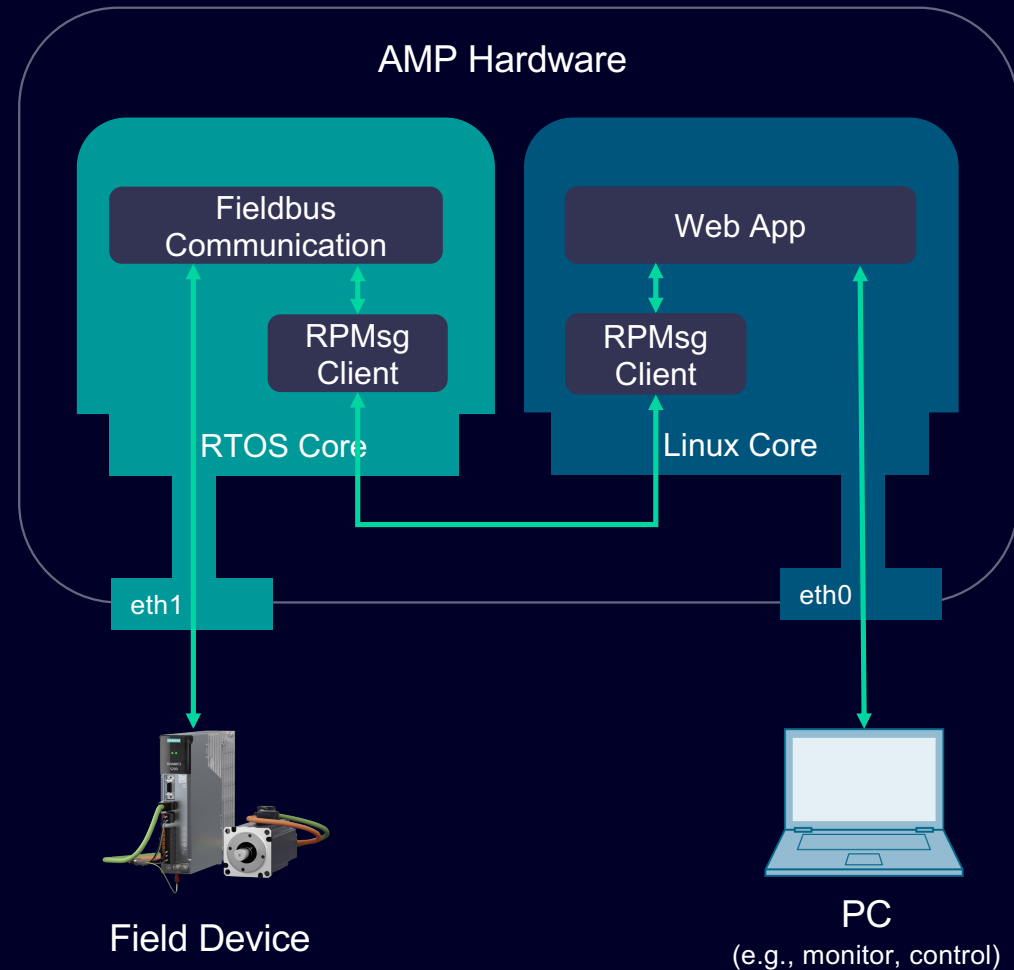 AMP Hardware
Fieldbus
Communication
Web App
RPMsg
Client
RPMsg
Client
RTOS Core
Linux Core
eth1
eth0
SIEMENS
Field Device
PC
(e.g., monitor, control)